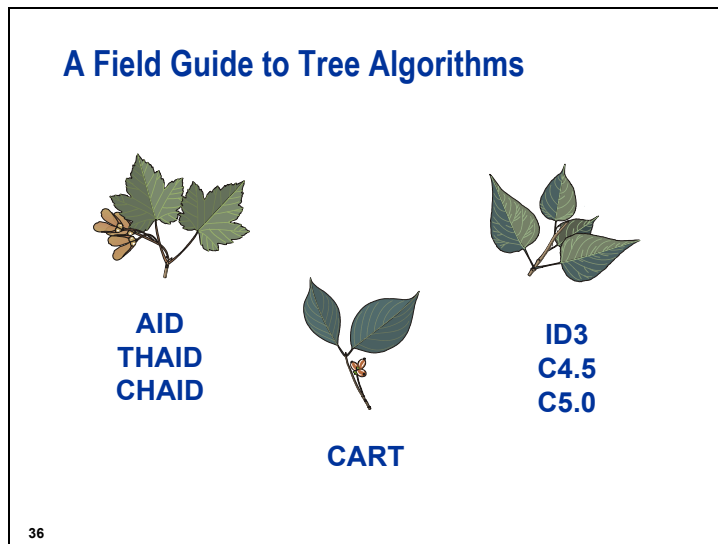 A Field Guide to Tree Algorithms
AID
THAID
CHAID
CART
ID3
C4.5
C5.0
36